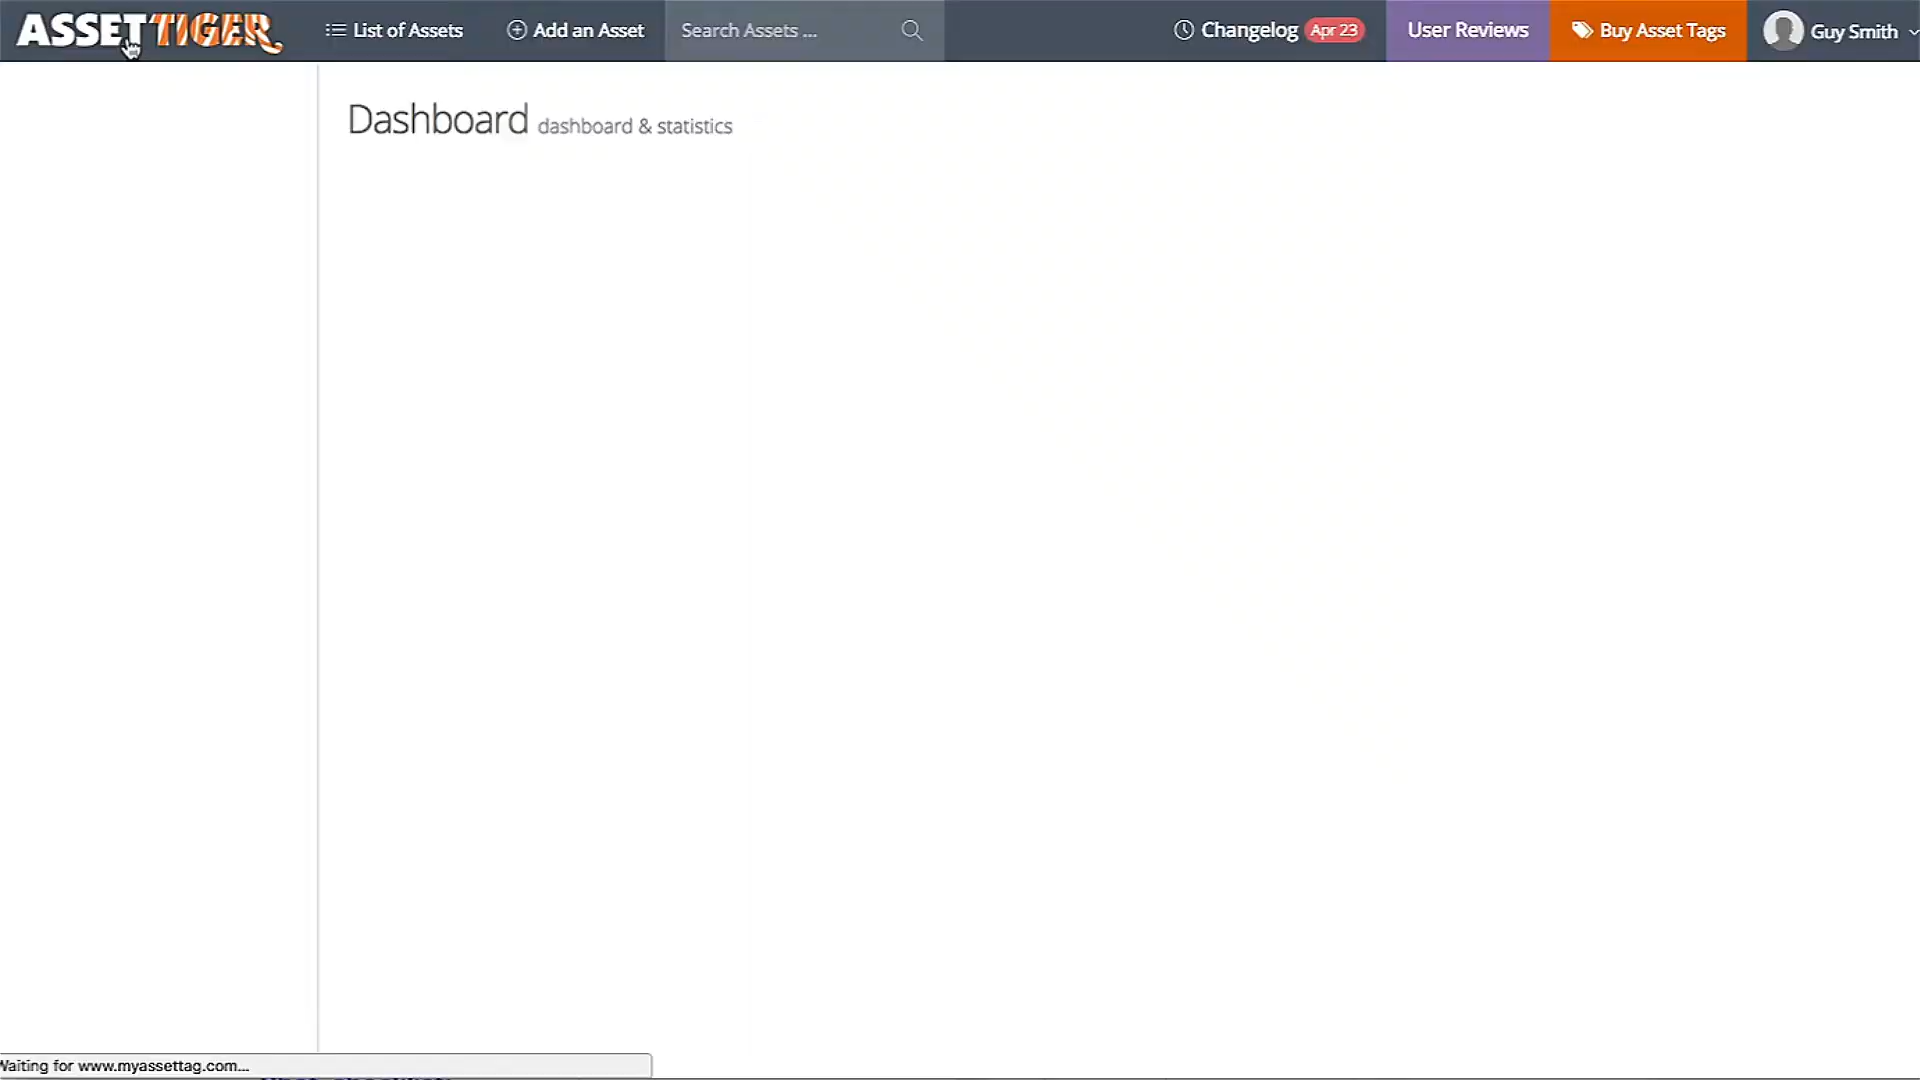 ASSETTIGER
List of Assets
Add an Asset
Search Assets ...
Changelog Apr 23
User Reviews
Buy Asset Tags
Guy Smith
Dashboard dashboard & statistics
Waiting for www.myassettag.com...